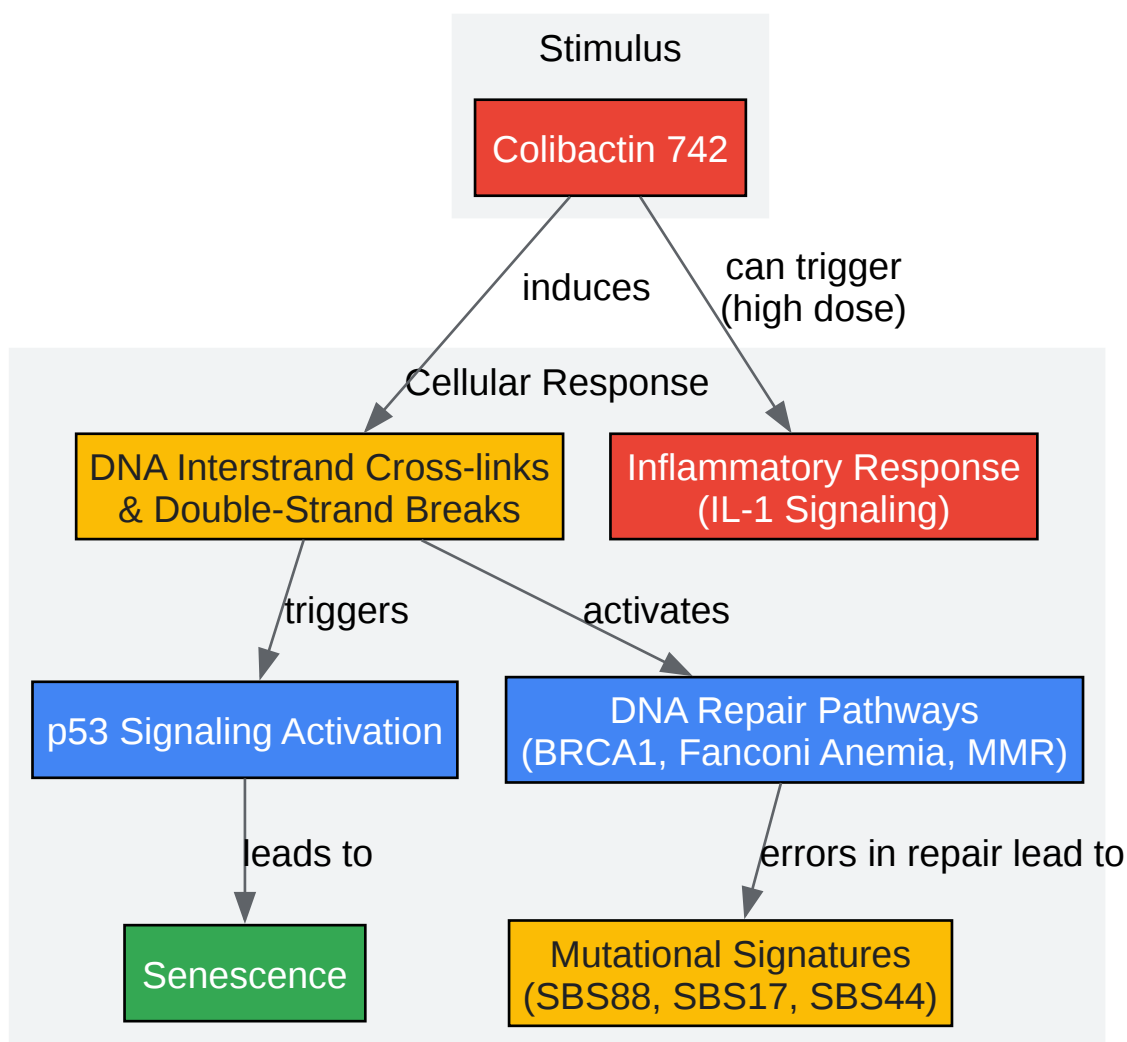 Stimulus
Colibactin 742
induces
can trigger
(high dose)
Cellular Response
DNA Interstrand Cross-links
& Double-Strand Breaks
Inflammatory Response
(IL-1 Signaling)
triggers
activates
p53 Signaling Activation
DNA Repair Pathways
(BRCA1, Fanconi Anemia, MMR)
leads to
errors in repair lead to
Senescence
Mutational Signatures
(SBS88, SBS17, SBS44)